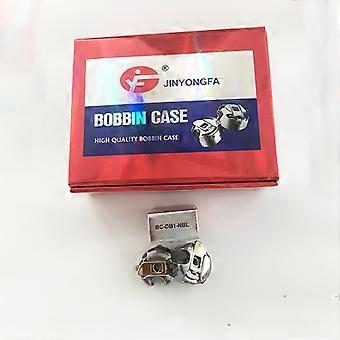 ®
JINYONGFA
BOBBIN CASE
HIGH QUALITY BOBBIN CASE
BC-DB1-NBL